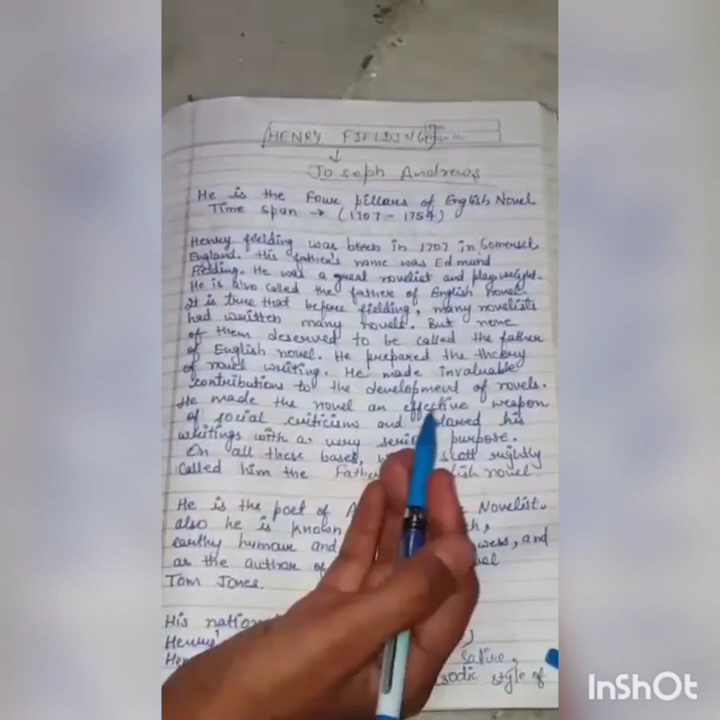 HENRY FIELDING
Joseph Andrews
He is the Four pillars of English Novel
Time span → (1707 - 1754)
Henry fielding was born in 1707 in Somerset,
England. His father's name was Edmund
Fielding. He was a great novelist and playwright.
He is also called the father of English Novel.
It is true that before fielding, many novelists
had written many novels. But none
of them deserved to be called the father
of English novel. He prepared the theory
of novel writing. He made invaluable
contributions to the development of novels.
He made the novel an effective weapon
of social criticism and his
writings with a very purpose.
On all these bases, Scott rightly
called him the novel
He is the poet of Novelist.
also he is known
earthy humour and and
as the author of
Tom Jones.
His
Henry
satire,
style of
InShOt